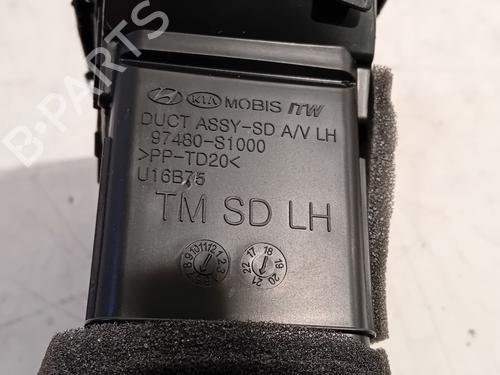 KIA MOBIS ITW
DUCT ASSY-SD A/V LH
97480-S1000
>PP-TD20<
U16B75
TM SD LH
B-PARTS